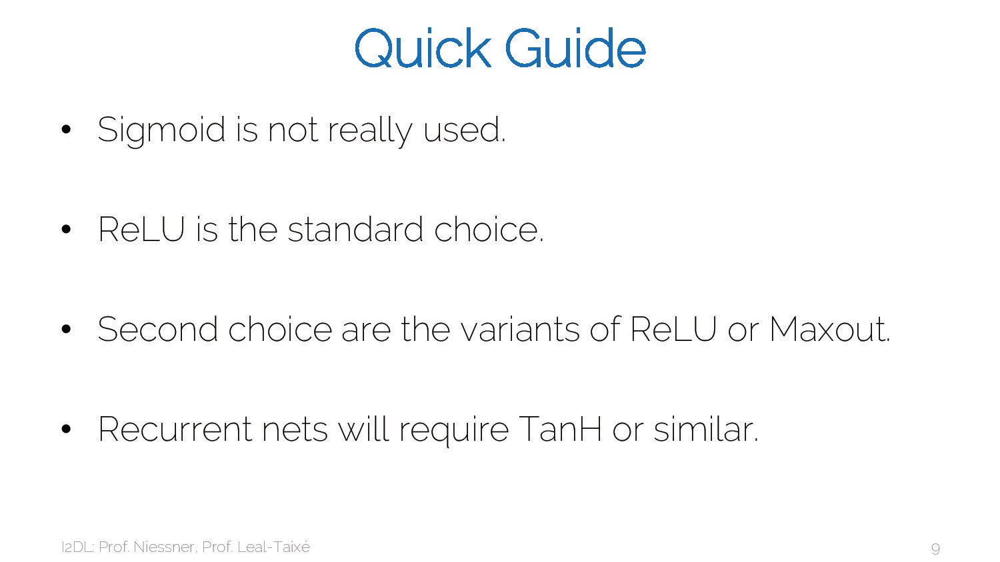 Quick Guide
• Sigmoid is not really used.
• ReLU is the standard choice.
• Second choice are the variants of ReLU or Maxout.
• Recurrent nets will require TanH or similar.
I2DL: Prof. Niessner, Prof. Leal-Taixé
9